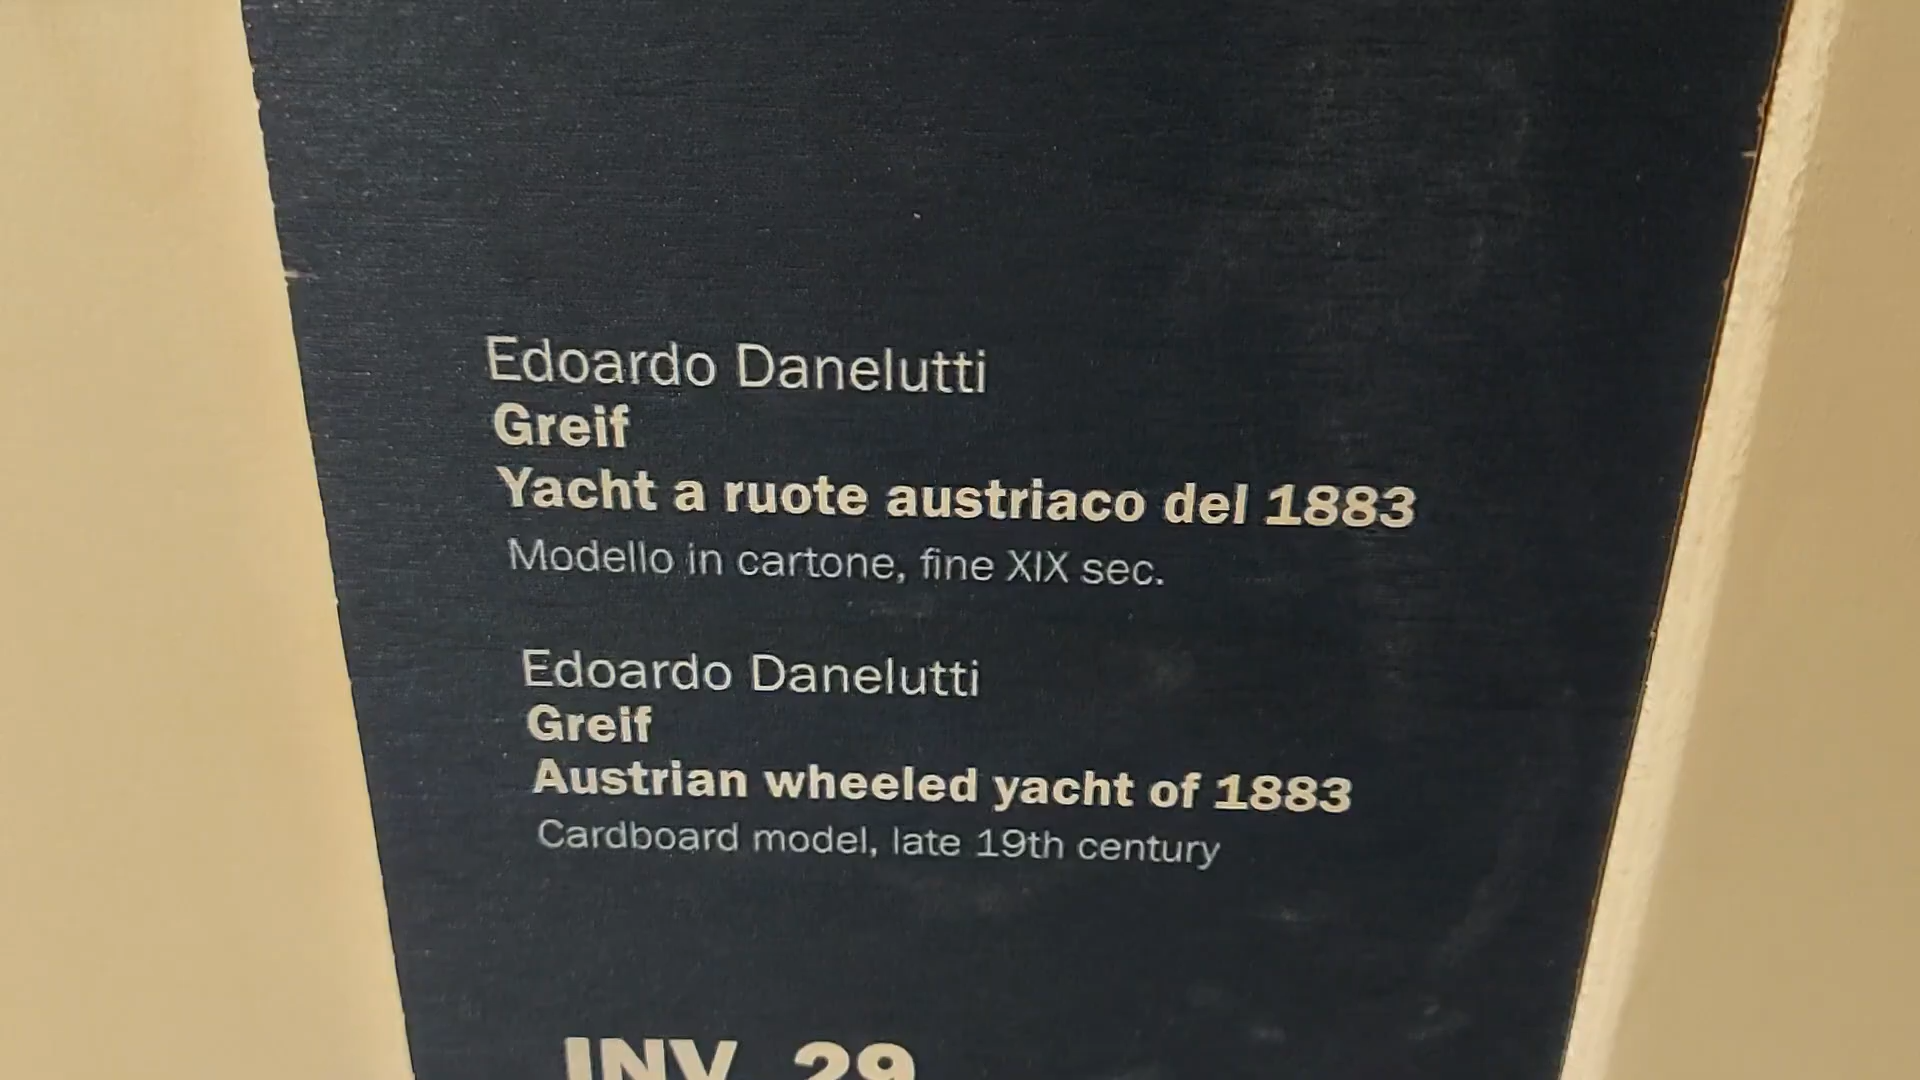 Edoardo Danelutti
Greif
Yacht a ruote austriaco del 1883
Modello in cartone, fine XIX sec.
Edoardo Danelutti
Greif
Austrian wheeled yacht of 1883
Cardboard model, late 19th century
INV 29